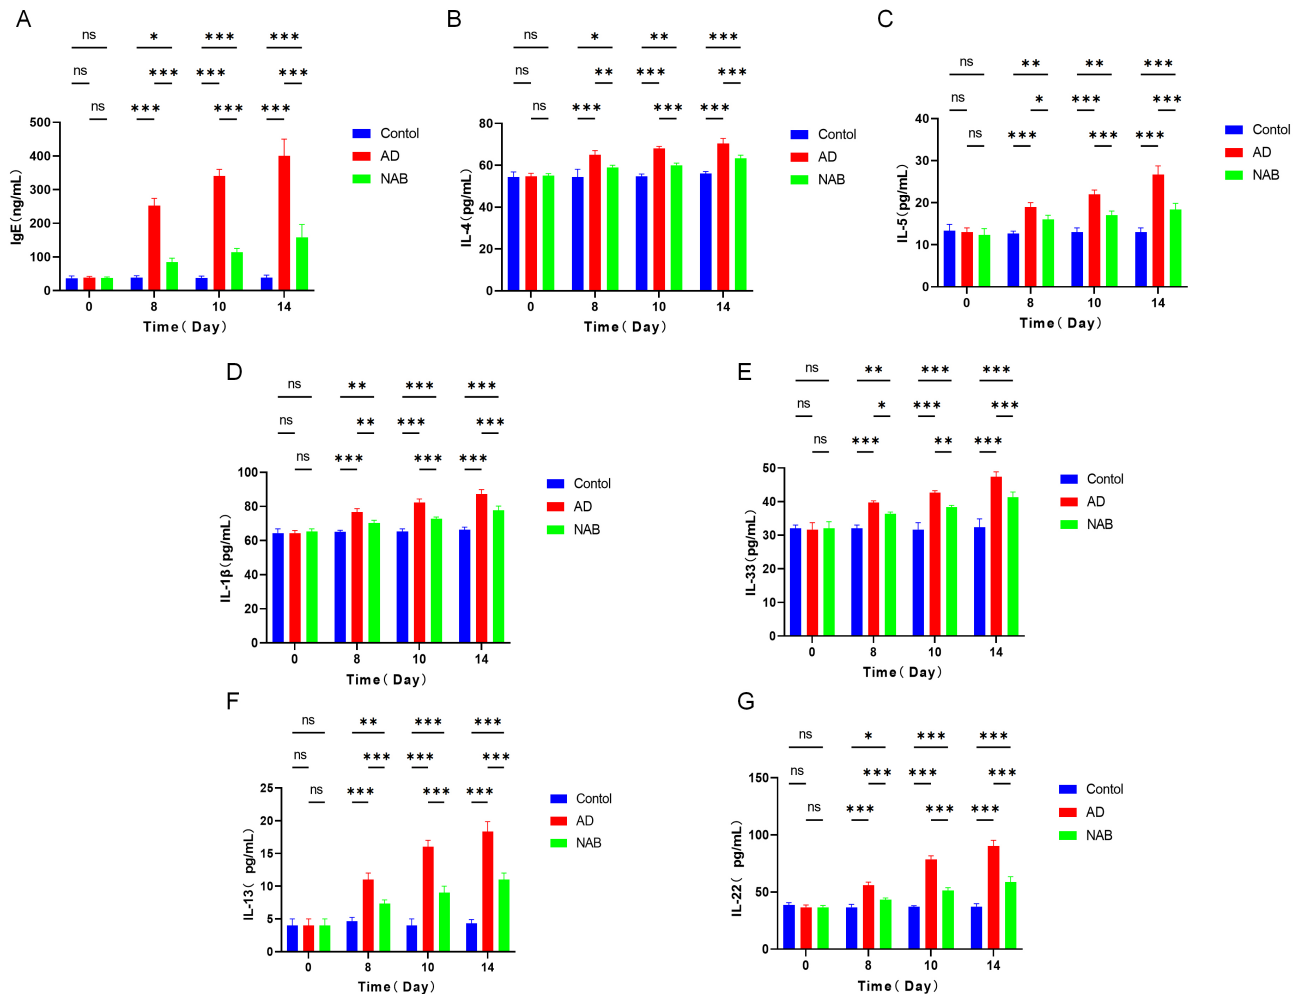 A
B
C
ns
*
***
***
ns
***
***
***
ns
***
***
***
500
400
300
200
100
0
IgE(ng/mL)
0
8
10
14
Time( Day)
Contol
AD
NAB
ns
*
**
***
ns
**
***
***
ns
***
***
***
80
60
40
20
0
IL-4(pg/mL)
0
8
10
14
Time( Day)
Contol
AD
NAB
ns
**
**
***
ns
*
***
***
ns
***
***
***
40
30
20
10
0
IL-5(pg/mL)
0
8
10
14
Time( Day)
Contol
AD
NAB
D
E
ns
**
***
***
ns
**
***
***
ns
***
***
***
100
80
60
40
20
0
IL-1β(pg/mL)
0
8
10
14
Time( Day)
Contol
AD
NAB
ns
**
***
***
ns
*
***
***
ns
***
**
***
50
40
30
20
10
0
IL-33(pg/mL)
0
8
10
14
Time( Day)
Contol
AD
NAB
F
G
ns
**
***
***
ns
***
***
***
ns
***
***
***
25
20
15
10
5
0
IL-13( pg/mL)
0
8
10
14
Time( Day)
Contol
AD
NAB
ns
*
***
***
ns
***
***
***
ns
***
***
***
150
100
50
0
IL-22( pg/mL)
0
8
10
14
Time( Day)
Contol
AD
NAB